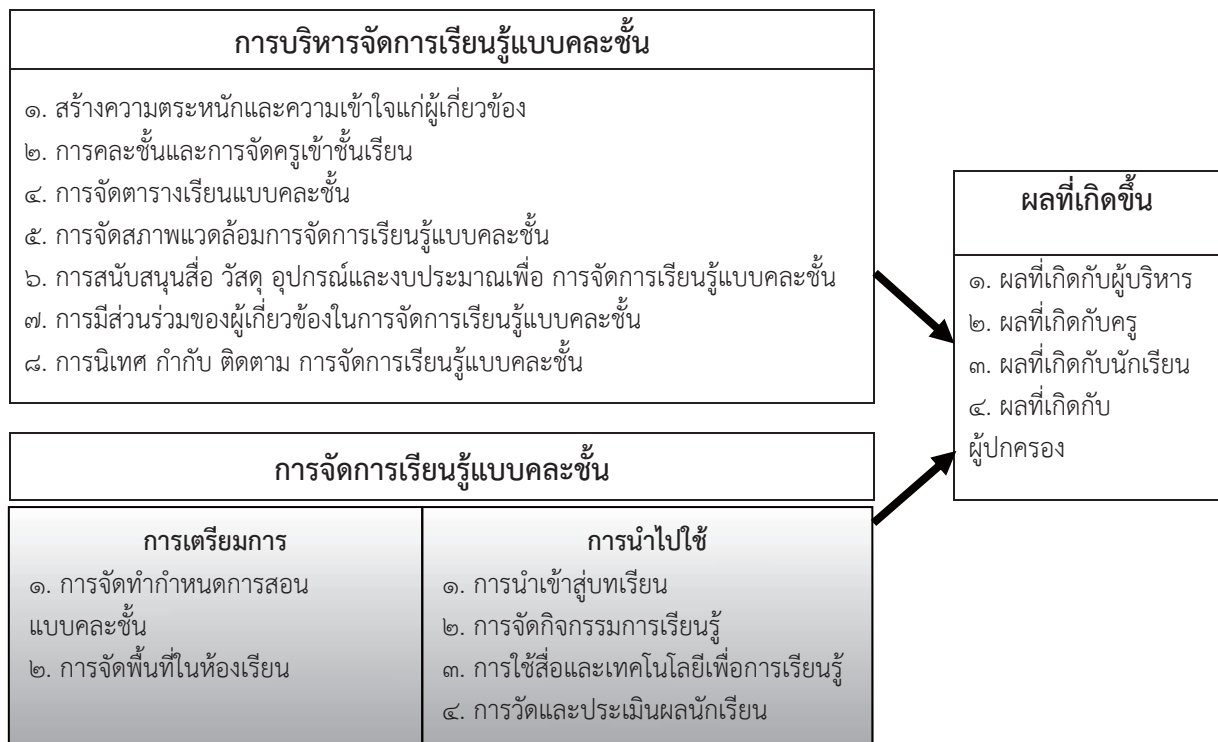 การบริหารจัดการเรียนรู้แบบคละชั้น
๑. สร้างความตระหนักและความเข้าใจแก่ผู้เกี่ยวข้อง
๒. การคละชั้นและการจัดครูเข้าชั้นเรียน
๔. การจัดตารางเรียนแบบคละชั้น
๕. การจัดสภาพแวดล้อมการจัดการเรียนรู้แบบคละชั้น
๖. การสนับสนุนสื่อ วัสดุ อุปกรณ์และงบประมาณเพื่อ การจัดการเรียนรู้แบบคละชั้น
๗. การมีส่วนร่วมของผู้เกี่ยวข้องในการจัดการเรียนรู้แบบคละชั้น
๘. การนิเทศ กำกับ ติดตาม การจัดการเรียนรู้แบบคละชั้น
การจัดการเรียนรู้แบบคละชั้น
การเตรียมการ
๑. การจัดทำกำหนดการสอน
แบบคละชั้น
๒. การจัดพื้นที่ในห้องเรียน
การนำไปใช้
๑. การนำเข้าสู่บทเรียน
๒. การจัดกิจกรรมการเรียนรู้
๓. การใช้สื่อและเทคโนโลยีเพื่อการเรียนรู้
๔. การวัดและประเมินผลนักเรียน
ผลที่เกิดขึ้น
๑. ผลที่เกิดกับผู้บริหาร
๒. ผลที่เกิดกับครู
๓. ผลที่เกิดกับนักเรียน
๔. ผลที่เกิดกับ
ผู้ปกครอง